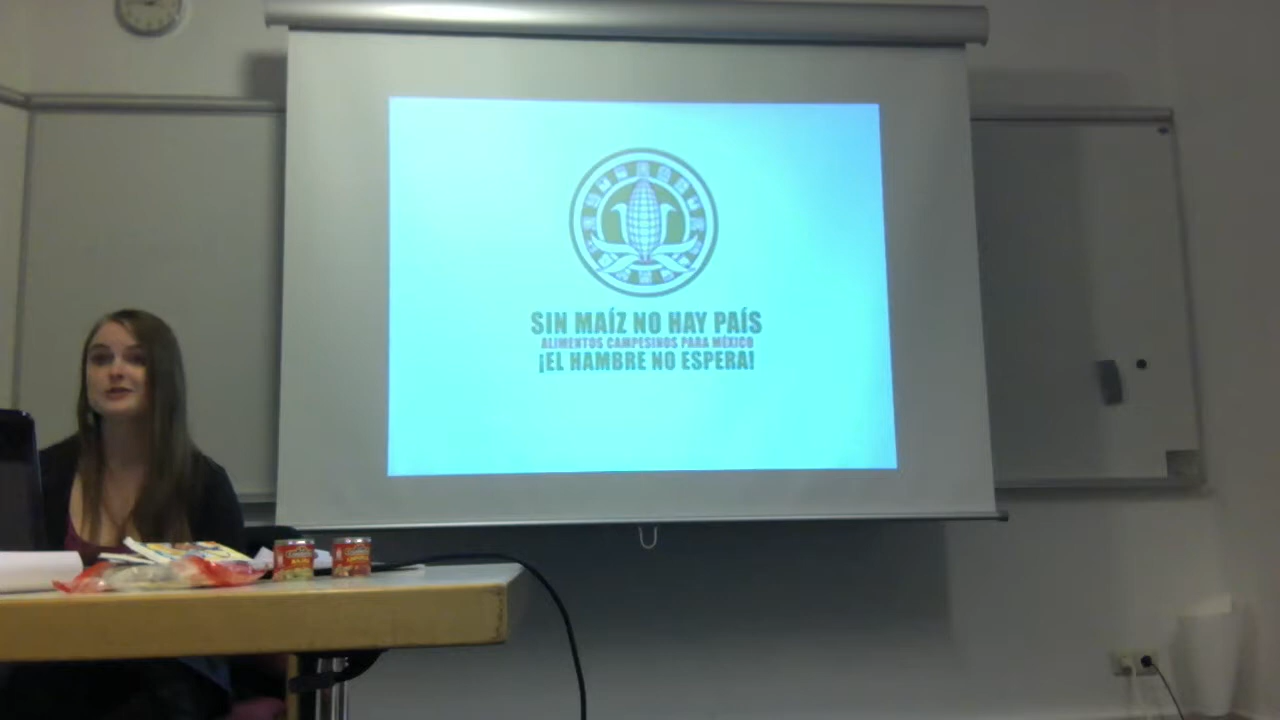 SIN MAÍZ NO HAY PAÍS
ALIMENTOS CAMPESINOS PARA MÉXICO
¡EL HAMBRE NO ESPERA!